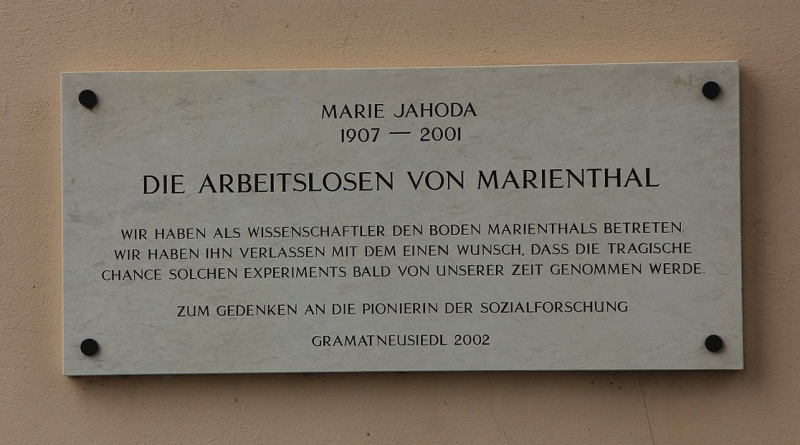 MARIE JAHODA
1907 — 2001
DIE ARBEITSLOSEN VON MARIENTHAL
WIR HABEN ALS WISSENSCHAFTLER DEN BODEN MARIENTHALS BETRETEN.
WIR HABEN IHN VERLASSEN MIT DEM EINEN WUNSCH, DASS DIE TRAGISCHE
CHANCE SOLCHEN EXPERIMENTS BALD VON UNSERER ZEIT GENOMMEN WERDE.
ZUM GEDENKEN AN DIE PIONIERIN DER SOZIALFORSCHUNG
GRAMATNEUSIEDL 2002